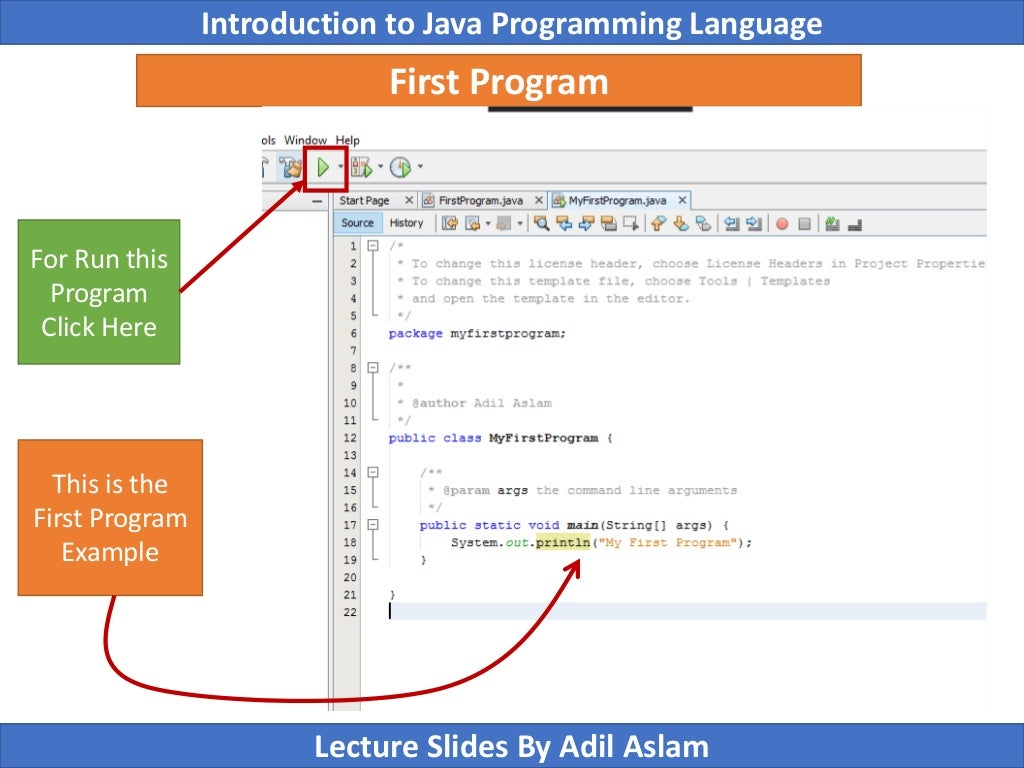 Introduction to Java Programming Language
First Program
ols Window Help
Start Page FirstProgram.java MyFirstProgram.java
Source History
For Run this
Program
Click Here
1 /*
2 * To change this license header, choose License Headers in Project Propertie
3 * To change this template file, choose Tools | Templates
4 * and open the template in the editor.
5 */
6 package myfirstprogram;
7
8 /**
9 *
10 * @author Adil Aslam
11 */
12 public class MyFirstProgram {
13
14 /**
15 * @param args the command line arguments
16 */
17 public static void main(String[] args) {
18 System.out.println("My First Program");
19 }
20
21 }
22
This is the
First Program
Example
Lecture Slides By Adil Aslam